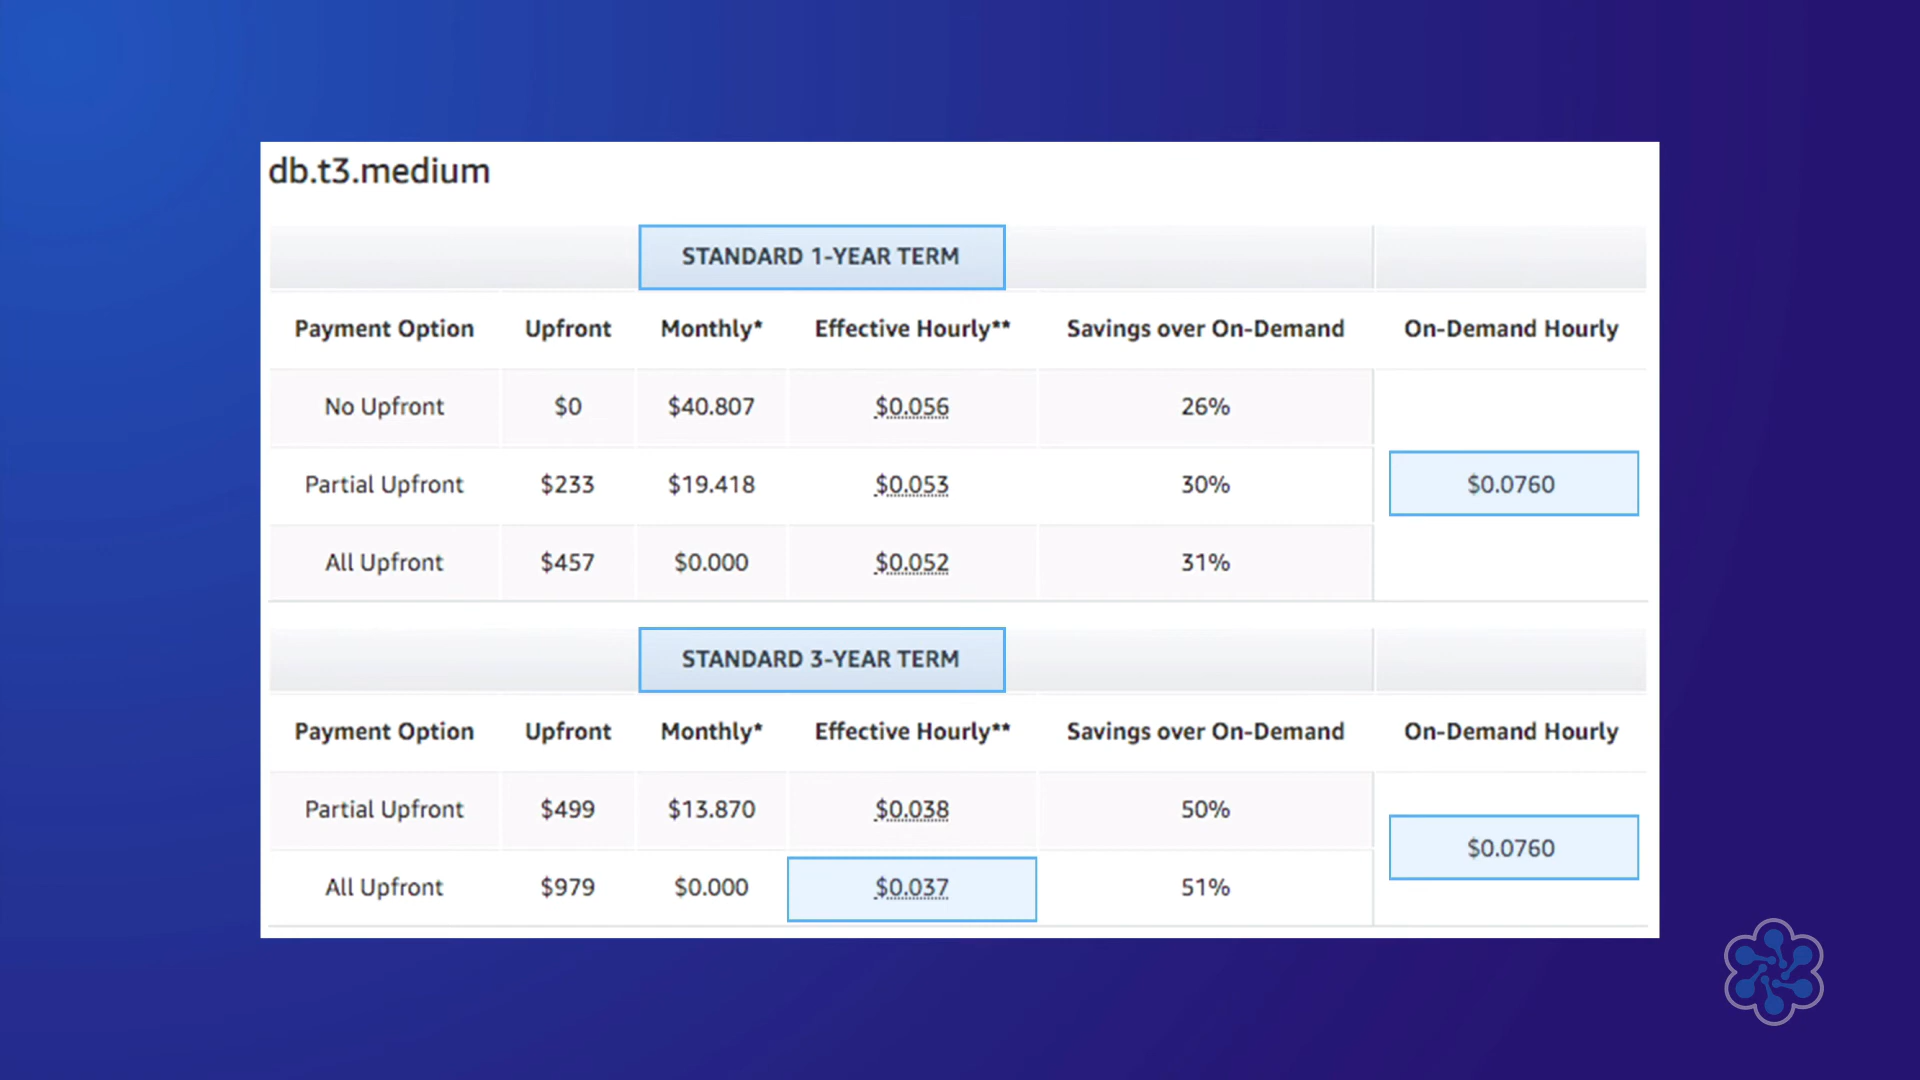 db.t3.medium
STANDARD 1-YEAR TERM
Payment Option Upfront Monthly* Effective Hourly** Savings over On-Demand On-Demand Hourly
No Upfront $0 $40.807 $0.056 26%
Partial Upfront $233 $19.418 $0.053 30% $0.0760
All Upfront $457 $0.000 $0.052 31%
STANDARD 3-YEAR TERM
Payment Option Upfront Monthly* Effective Hourly** Savings over On-Demand On-Demand Hourly
Partial Upfront $499 $13.870 $0.038 50%
$0.0760
All Upfront $979 $0.000 $0.037 51%